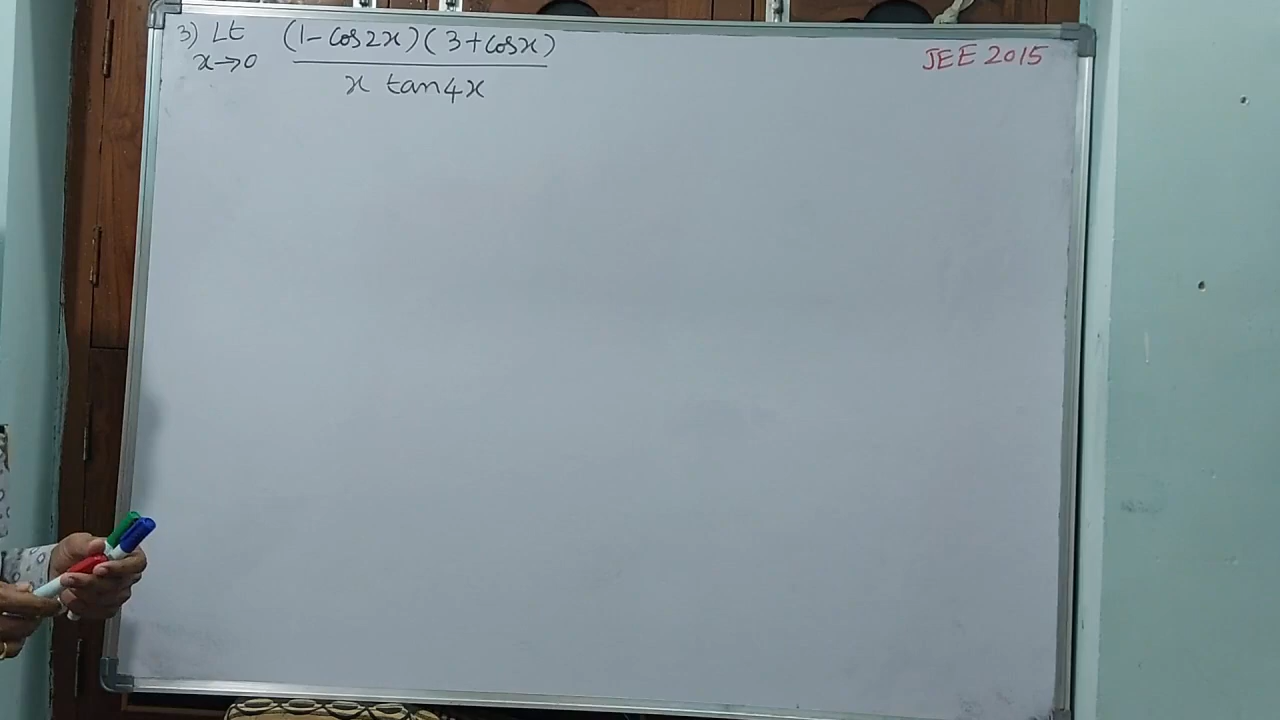 3) Lt (1-cos2x)(3+cosx)
x→0 x tan4x
JEE 2015